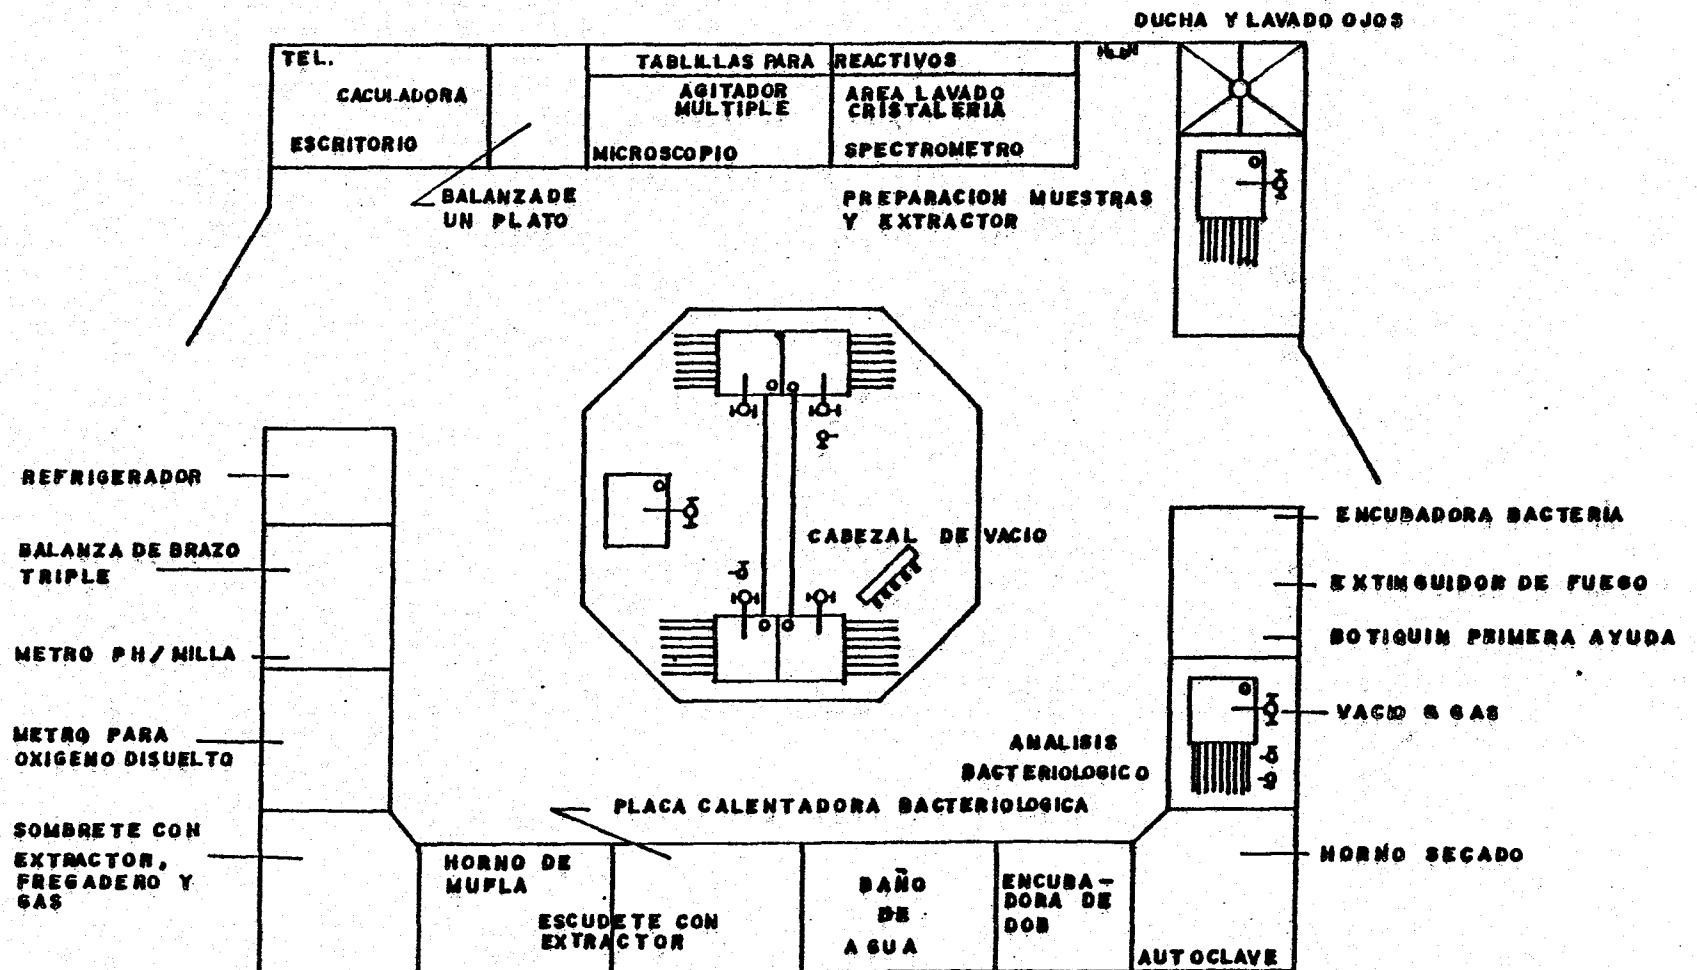 DUCHA Y LAVADO OJOS
TEL.
CACULADORA
ESCRITORIO
TABLILLAS PARA REACTIVOS
AGITADOR
MULTIPLE
AREA LAVADO
CRISTALERIA
MICROSCOPIO
SPECTROMETRO
BALANZA DE
UN PLATO
PREPARACION MUESTRAS
Y EXTRACTOR
REFRIGERADOR
BALANZA DE BRAZO
TRIPLE
METRO PH/MILLA
METRO PARA
OXIGENO DISUELTO
SOMBRETE CON
EXTRACTOR,
FREGADERO Y
GAS
CABEZAL DE VACIO
ENCUBADORA BACTERIA
EXTINGUIDOR DE FUEGO
BOTIQUIN PRIMERA AYUDA
VACIO & GAS
ANALISIS
BACTERIOLOGICO
PLACA CALENTADORA BACTERIOLOGICA
HORNO SECADO
HORNO DE
MUFLA
ESCUDETE CON
EXTRACTOR
BAÑO
DE
AGUA
ENCUBA-
DORA DE
DOB
AUTOCLAVE